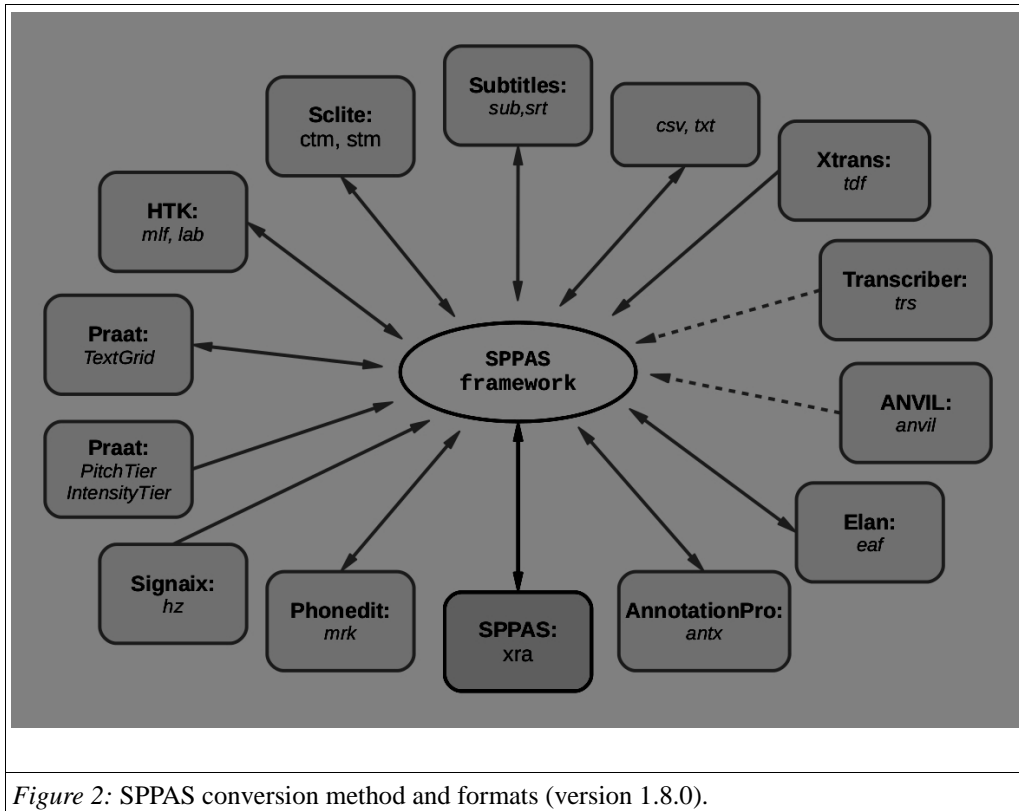 Subtitles:
sub,srt
Sclite:
ctm, stm
csv, txt
Xtrans:
tdf
HTK:
mlf, lab
Transcriber:
trs
Praat:
TextGrid
SPPAS
framework
ANVIL:
anvil
Praat:
PitchTier
IntensityTier
Elan:
eaf
Signaix:
hz
Phonedit:
mrk
SPPAS:
xra
AnnotationPro:
antx
Figure 2: SPPAS conversion method and formats (version 1.8.0).